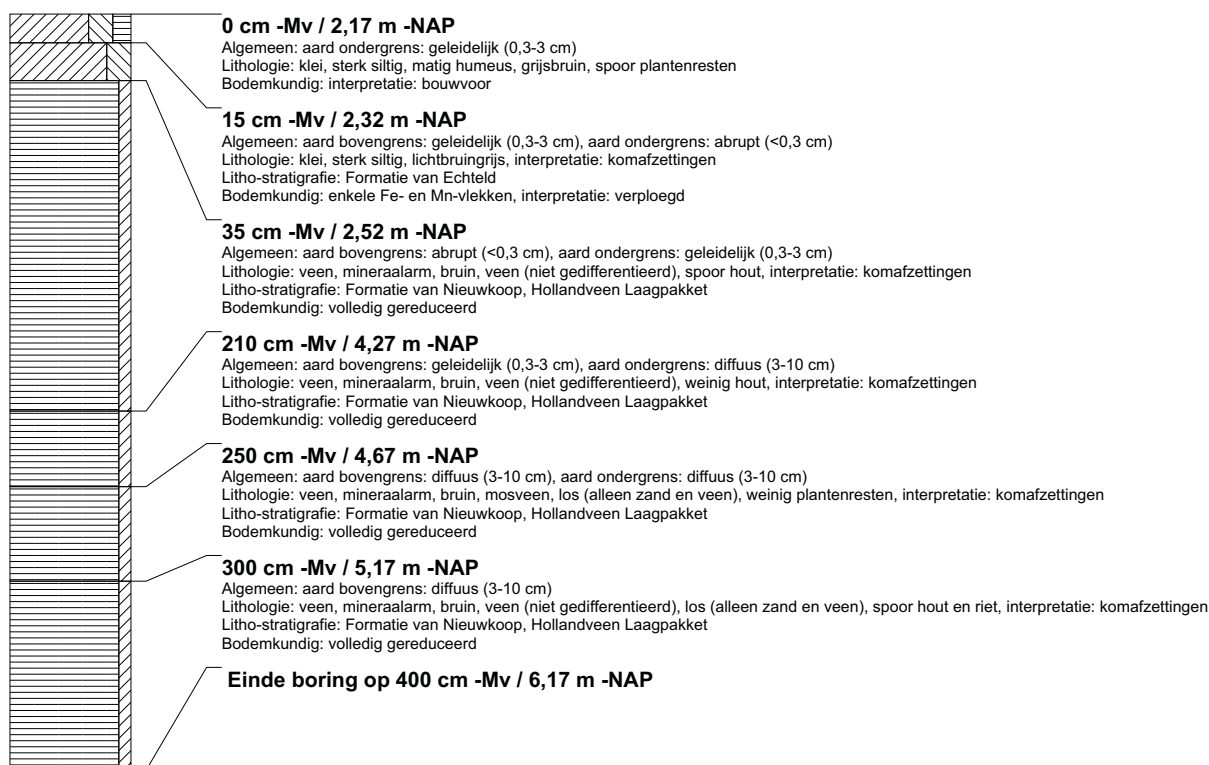 0 cm -Mv / 2,17 m -NAP
Algemeen: aard ondergrens: geleidelijk (0,3-3 cm)
Lithologie: klei, sterk siltig, matig humeus, grijsbruin, spoor plantenresten
Bodemkundig: interpretatie: bouwvoor
15 cm -Mv / 2,32 m -NAP
Algemeen: aard bovengrens: geleidelijk (0,3-3 cm), aard ondergrens: abrupt (<0,3 cm)
Lithologie: klei, sterk siltig, lichtbruingrijs, interpretatie: komafzettingen
Litho-stratigrafie: Formatie van Echteld
Bodemkundig: enkele Fe- en Mn-vlekken, interpretatie: verploegd
35 cm -Mv / 2,52 m -NAP
Algemeen: aard bovengrens: abrupt (<0,3 cm), aard ondergrens: geleidelijk (0,3-3 cm)
Lithologie: veen, mineraalarm, bruin, veen (niet gedifferentieerd), spoor hout, interpretatie: komafzettingen
Litho-stratigrafie: Formatie van Nieuwkoop, Hollandveen Laagpakket
Bodemkundig: volledig gereduceerd
210 cm -Mv / 4,27 m -NAP
Algemeen: aard bovengrens: geleidelijk (0,3-3 cm), aard ondergrens: diffuus (3-10 cm)
Lithologie: veen, mineraalarm, bruin, veen (niet gedifferentieerd), weinig hout, interpretatie: komafzettingen
Litho-stratigrafie: Formatie van Nieuwkoop, Hollandveen Laagpakket
Bodemkundig: volledig gereduceerd
250 cm -Mv / 4,67 m -NAP
Algemeen: aard bovengrens: diffuus (3-10 cm), aard ondergrens: diffuus (3-10 cm)
Lithologie: veen, mineraalarm, bruin, mosveen, los (alleen zand en veen), weinig plantenresten, interpretatie: komafzettingen
Litho-stratigrafie: Formatie van Nieuwkoop, Hollandveen Laagpakket
Bodemkundig: volledig gereduceerd
300 cm -Mv / 5,17 m -NAP
Algemeen: aard bovengrens: diffuus (3-10 cm)
Lithologie: veen, mineraalarm, bruin, veen (niet gedifferentieerd), los (alleen zand en veen), spoor hout en riet, interpretatie: komafzettingen
Litho-stratigrafie: Formatie van Nieuwkoop, Hollandveen Laagpakket
Bodemkundig: volledig gereduceerd
Einde boring op 400 cm -Mv / 6,17 m -NAP